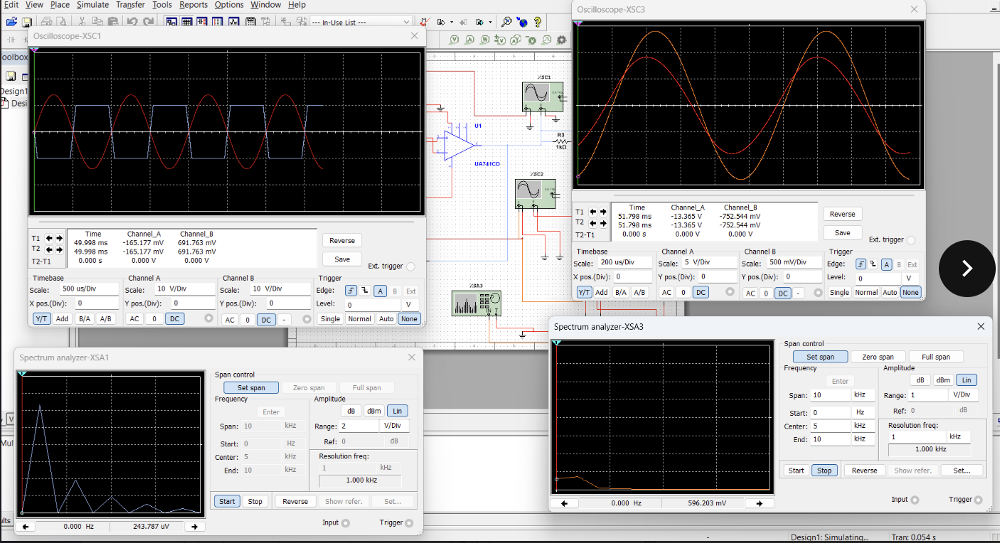 Edit View Place Simulate Transfer Tools Reports Options Window Help
--- In-Use List ---
Oscilloscope-XSC1
Time Channel_A Channel_B
T1 49.998 ms -165.177 mV 691.763 mV
T2 49.998 ms -165.177 mV 691.763 mV
T2-T1 0.000 s 0.000 V 0.000 V
Reverse
Save
Ext. trigger
Timebase Channel A Channel B Trigger
Scale: 500 us/Div Scale: 10 V/Div Scale: 10 V/Div Edge: A B Ext
X pos.(Div): 0 Y pos.(Div): 0 Y pos.(Div): 0 Level: 0 V
Y/T Add B/A A/B AC 0 DC AC 0 DC - Single Normal Auto None
Oscilloscope-XSC3
Time Channel_A Channel_B
T1 51.798 ms -13.365 V -752.544 mV
T2 51.798 ms -13.365 V -752.544 mV
T2-T1 0.000 s 0.000 V 0.000 V
Reverse
Save
Ext. trigger
Timebase Channel A Channel B Trigger
Scale: 200 us/Div Scale: 5 V/Div Scale: 500 mV/Div Edge: A B Ext
X pos.(Div): 0 Y pos.(Div): 0 Y pos.(Div): 0 Level: 0 V
Y/T Add B/A A/B AC 0 DC AC 0 DC - Single Normal Auto None
oolbox
Design1
Desi
XSC1
U1
UA741CD
R3
1kΩ
XSC2
XSA3
Spectrum analyzer-XSA1
Span control
Set span Zero span Full span
Frequency Amplitude
Enter dB dBm Lin
Span: 10 kHz Range: 2 V/Div
Start: 0 Hz Ref: 0 dB
Center: 5 kHz Resolution freq:
End: 10 kHz 1 kHz
1.000 kHz
Start Stop Reverse Show refer. Set...
0.000 Hz 243.787 uV
Input Trigger
Spectrum analyzer-XSA3
Span control
Set span Zero span Full span
Frequency Amplitude
Enter dB dBm Lin
Span: 10 kHz Range: 1 V/Div
Start: 0 Hz Ref: 0 dB
Center: 5 kHz Resolution freq:
End: 10 kHz 1 kHz
1.000 kHz
Start Stop Reverse Show refer. Set...
0.000 Hz 596.203 mV
Input Trigger
Mul
ults
- Design1: Simulating... Tran: 0.054 s